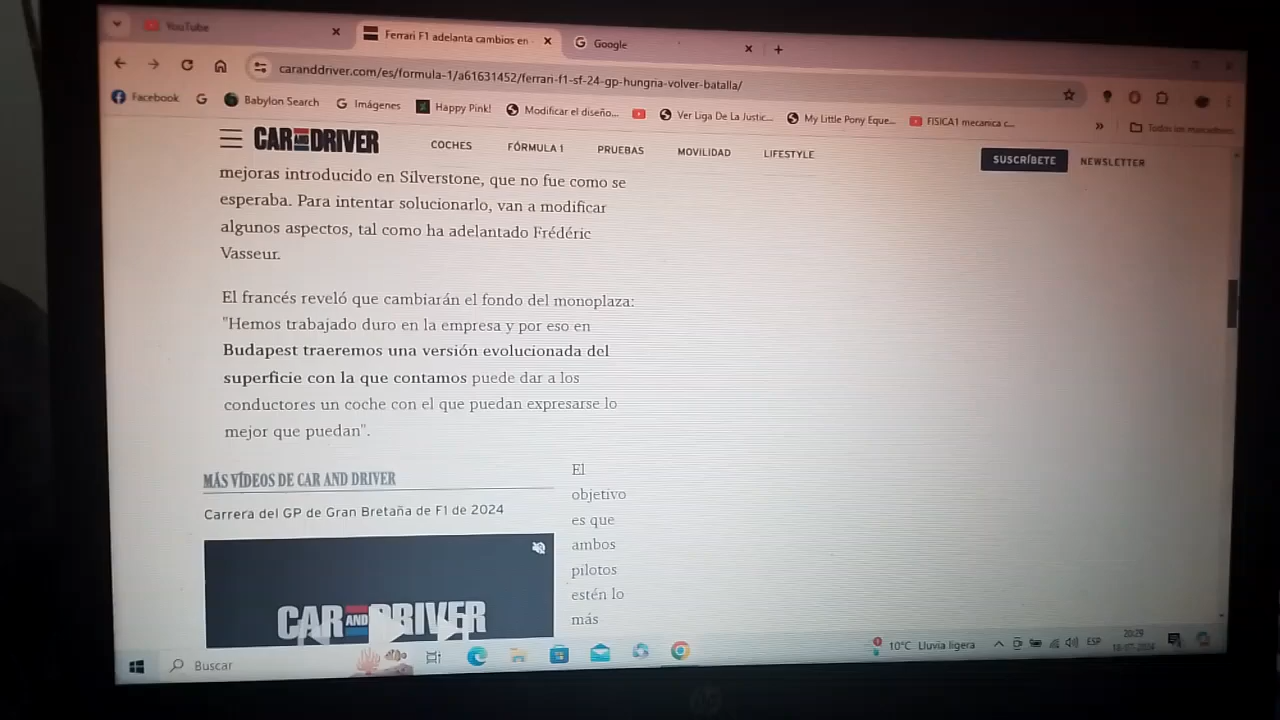 YouTube
Ferrari F1 adelanta cambios en
Google
caranddriver.com/es/formula-1/a61631452/ferrari-f1-sf-24-gp-hungria-volver-batalla/
Facebook
Babylon Search
Imágenes
Happy Pink!
Modificar el diseño...
Ver Liga De La Justic...
My Little Pony Eque...
FISICA1 mecanica c...
»
Todos los marcadores
CAR AND DRIVER
COCHES
FÓRMULA 1
PRUEBAS
MOVILIDAD
LIFESTYLE
SUSCRÍBETE
NEWSLETTER
mejoras introducido en Silverstone, que no fue como se
esperaba. Para intentar solucionarlo, van a modificar
algunos aspectos, tal como ha adelantado Frédéric
Vasseur.
El francés reveló que cambiarán el fondo del monoplaza:
"Hemos trabajado duro en la empresa y por eso en
Budapest traeremos una versión evolucionada del
superficie con la que contamos puede dar a los
conductores un coche con el que puedan expresarse lo
mejor que puedan".
MÁS VÍDEOS DE CAR AND DRIVER
Carrera del GP de Gran Bretaña de F1 de 2024
CAR AND DRIVER
El
objetivo
es que
ambos
pilotos
estén lo
más
Buscar
10°C Lluvia ligera
ESP
20:29
18-07-2024